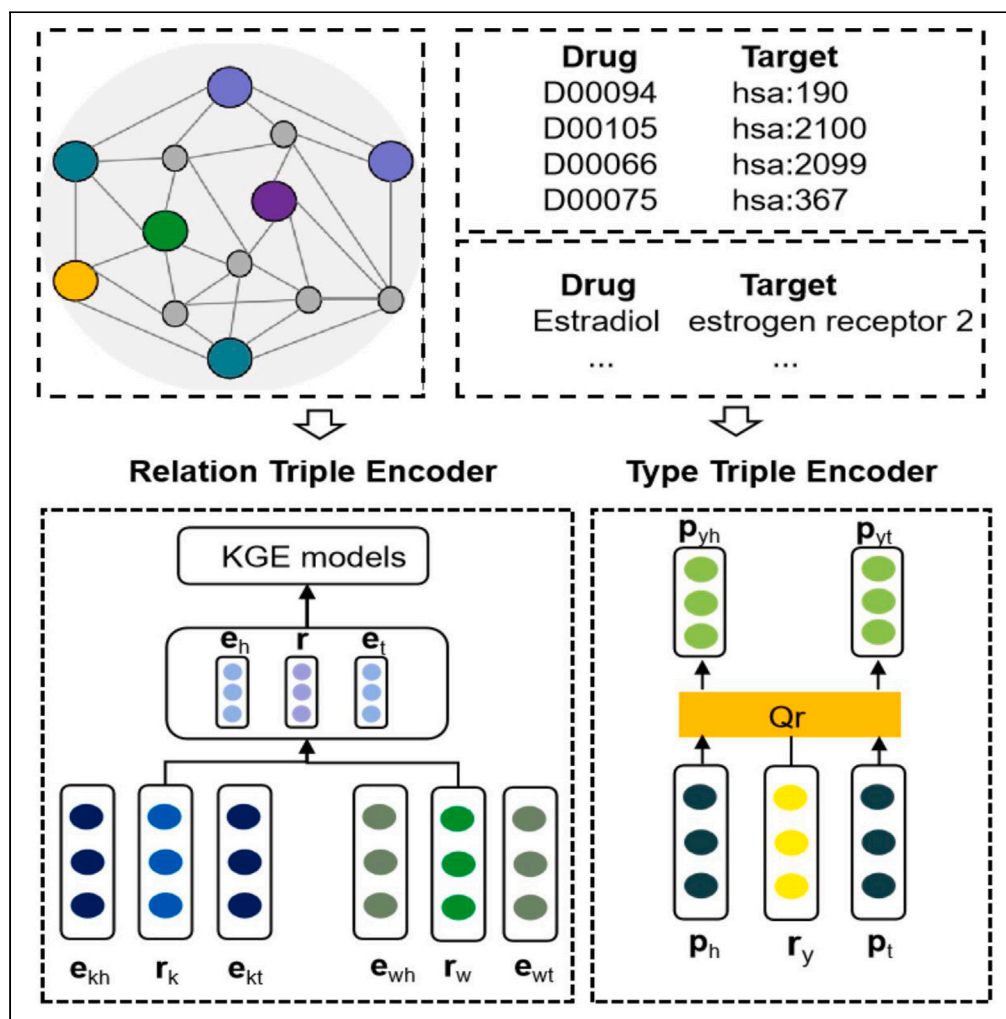 Drug Target
D00094 hsa:190
D00105 hsa:2100
D00066 hsa:2099
D00075 hsa:367
Drug Target
Estradiol estrogen receptor 2
... ...
Relation Triple Encoder
KGE models
e_h r e_t
e_kh r_k e_kt e_wh r_w e_wt
Type Triple Encoder
p_yh p_yt
Qr
p_h r_y p_t